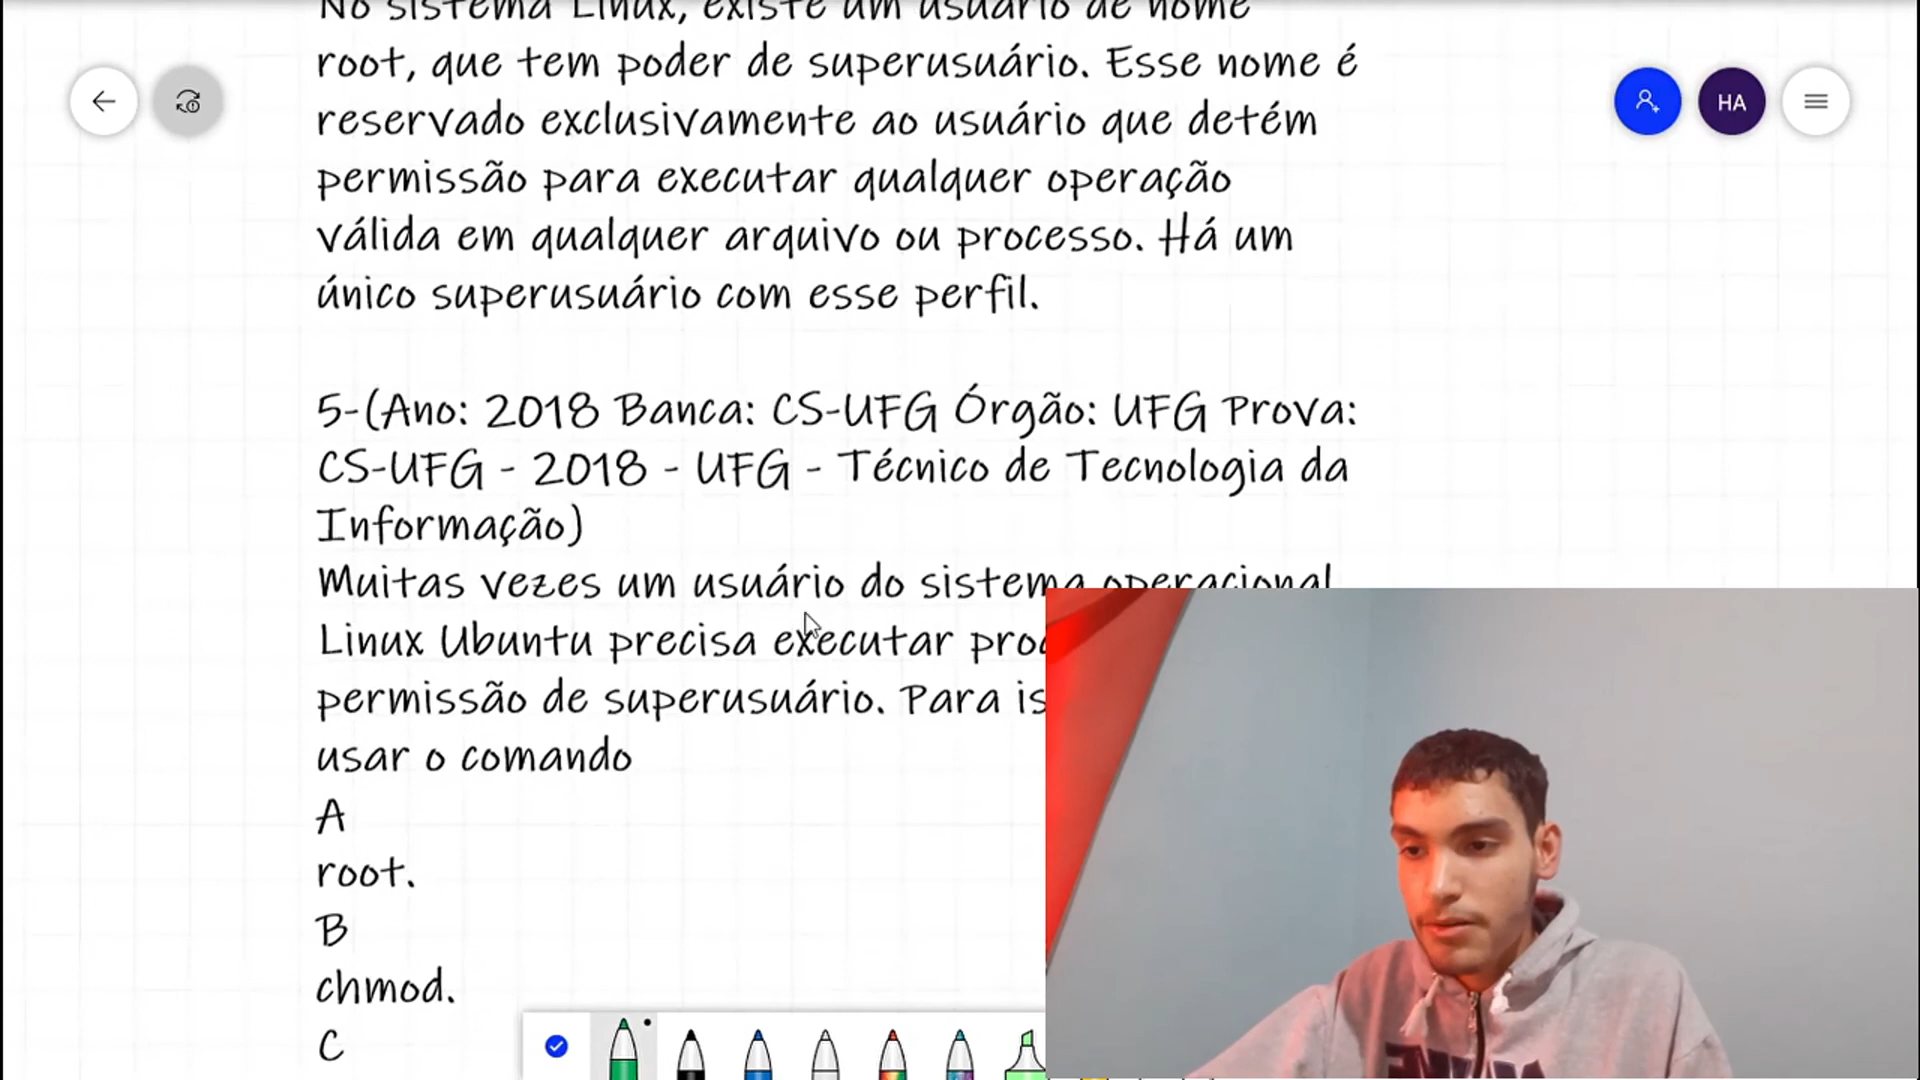 No sistema Linux, existe um usuário de nome
root, que tem poder de superusuário. Esse nome é
reservado exclusivamente ao usuário que detém
permissão para executar qualquer operação
válida em qualquer arquivo ou processo. Há um
único superusuário com esse perfil.
5-(Ano: 2018 Banca: CS-UFG Órgão: UFG Prova:
CS-UFG - 2018 - UFG - Técnico de Tecnologia da
Informação)
Muitas vezes um usuário do sistema operacional
Linux Ubuntu precisa executar
permissão de superusuário. Para
usar o comando
A
root.
B
chmod.
C
HA